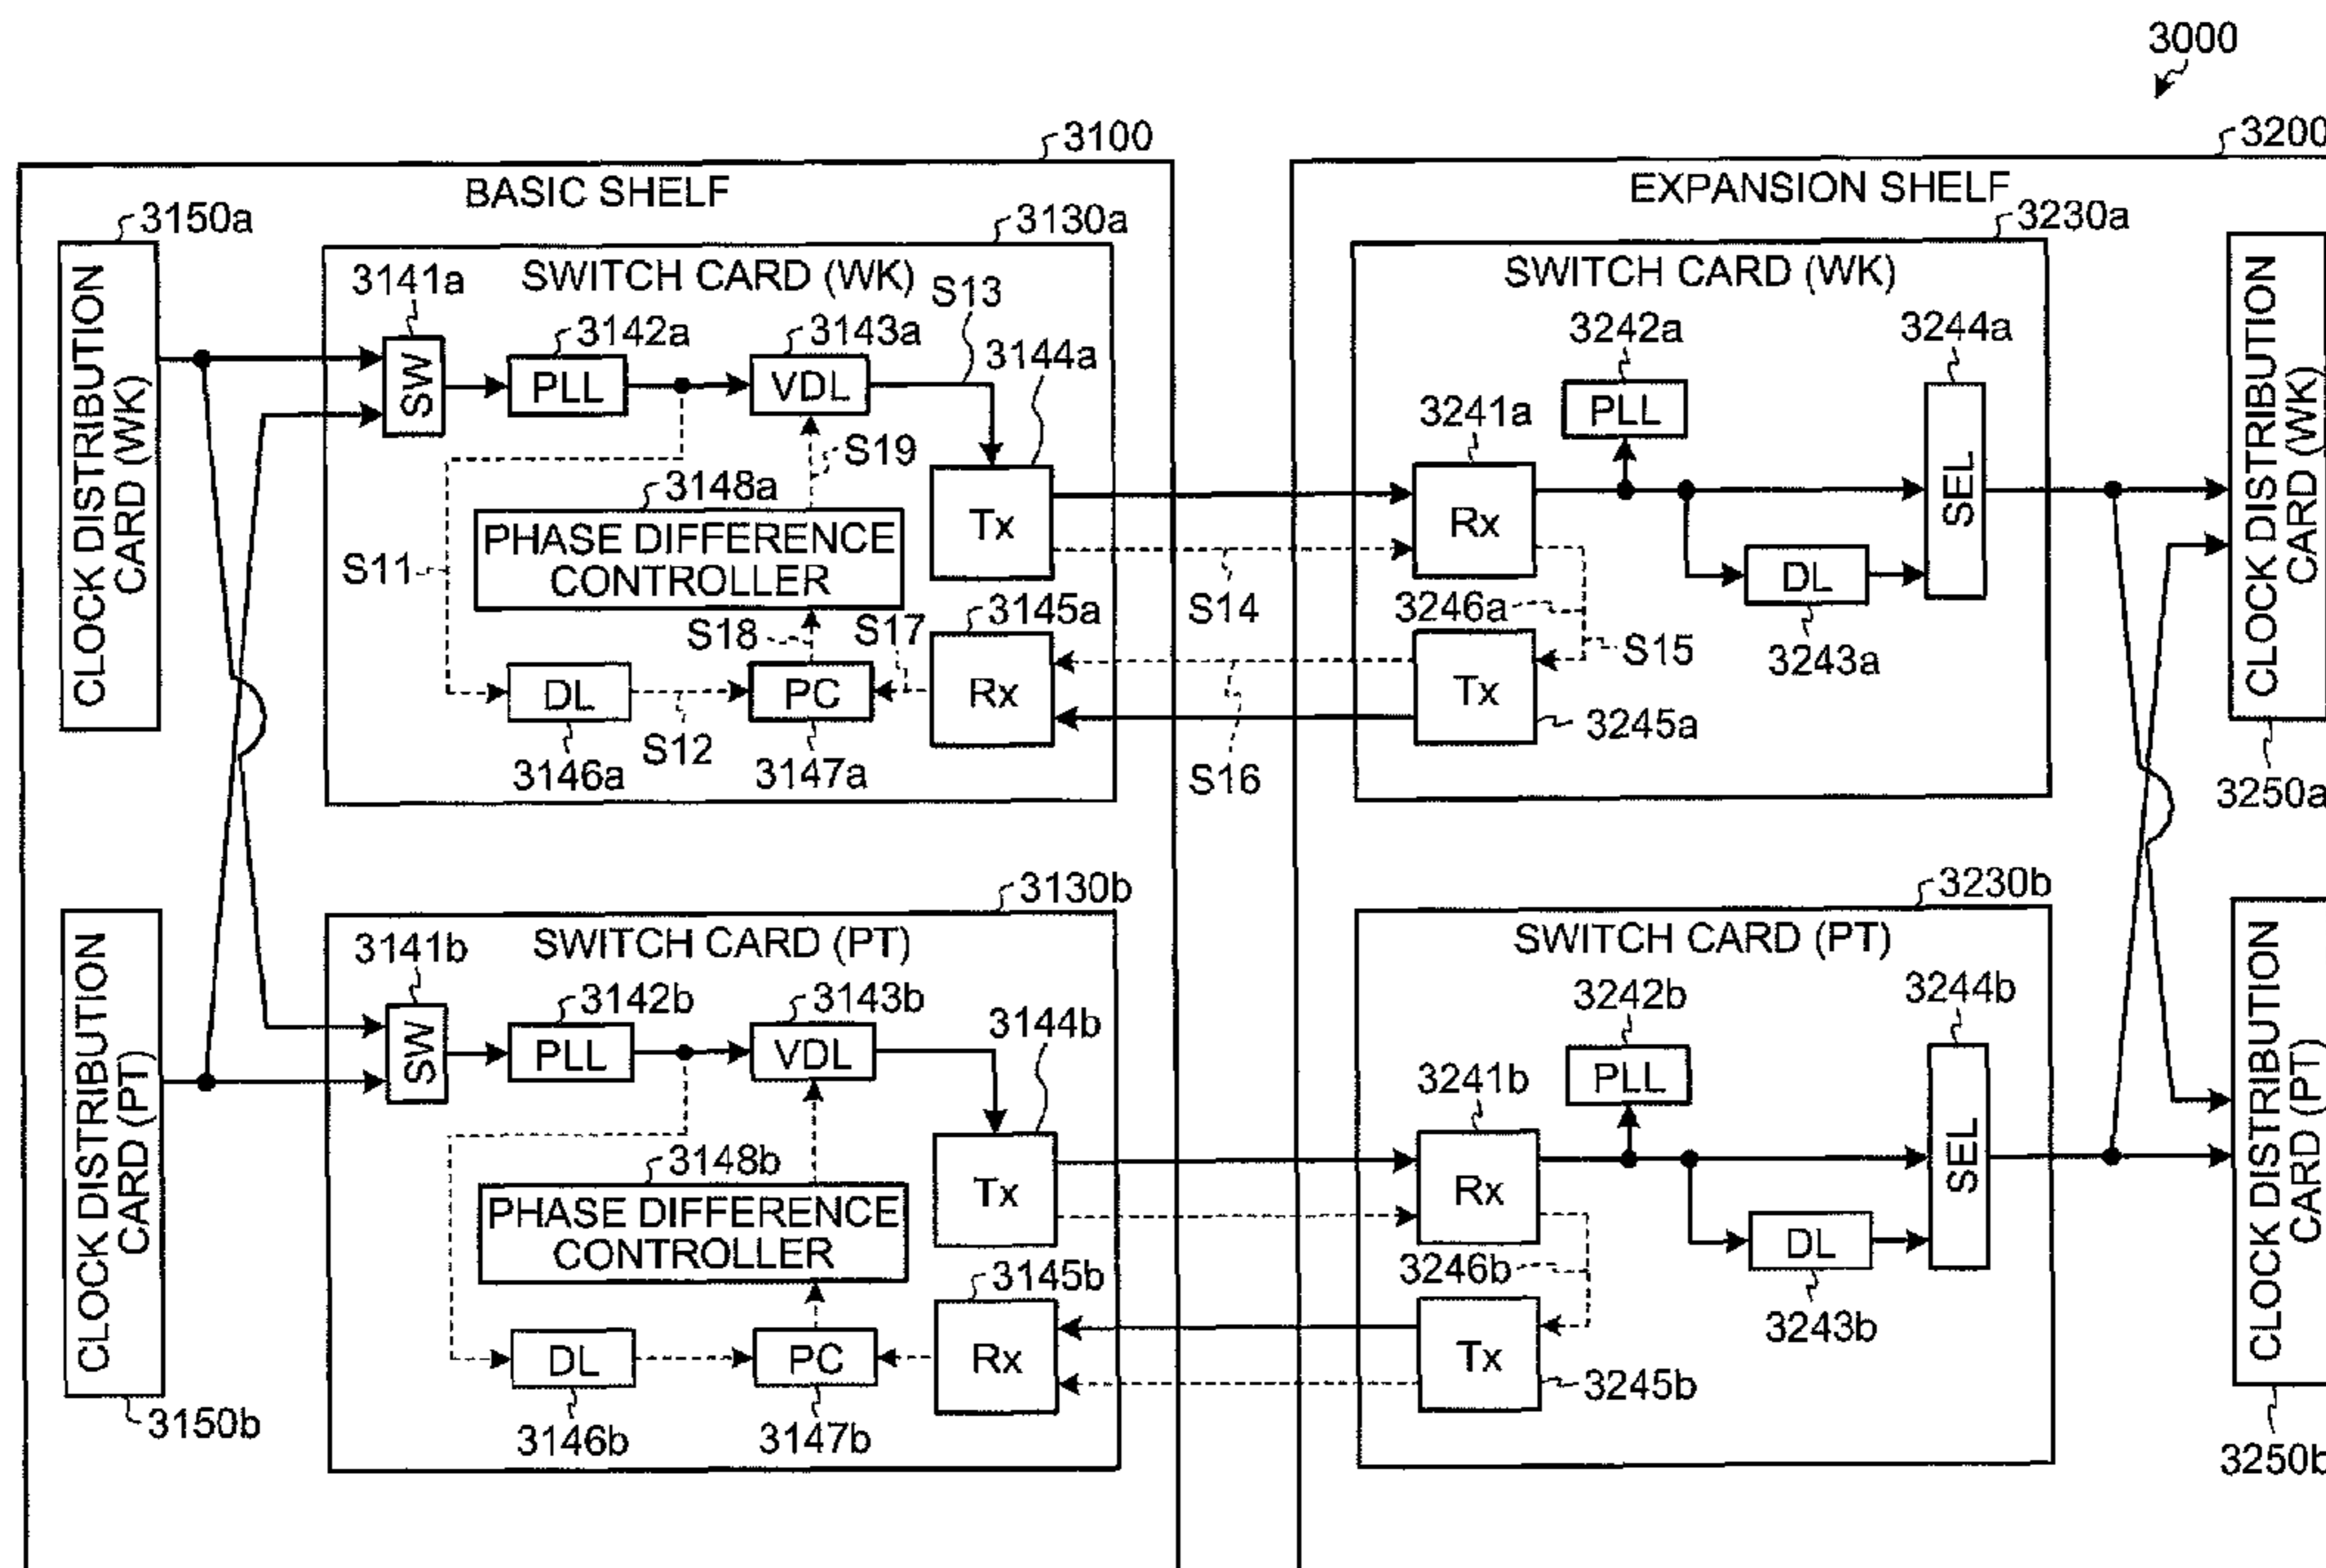 3000
3100
3200
BASIC SHELF
EXPANSION SHELF
3150a
3130a
3230a
CLOCK DISTRIBUTION
CARD (WK)
SWITCH CARD (WK)
3141a
SW
3142a
PLL
3143a
VDL
S13
3144a
Tx
S19
3148a
PHASE DIFFERENCE
CONTROLLER
S11
S18
S17
3145a
Rx
DL
3146a
S12
PC
3147a
S14
S16
SWITCH CARD (WK)
3242a
PLL
3244a
SEL
3241a
Rx
DL
3243a
3246a
S15
Tx
3245a
CLOCK DISTRIBUTION
CARD (WK)
3250a
3130b
3230b
CLOCK DISTRIBUTION
CARD (PT)
3150b
SWITCH CARD (PT)
3141b
SW
3142b
PLL
3143b
VDL
3144b
Tx
3148b
PHASE DIFFERENCE
CONTROLLER
3145b
Rx
DL
3146b
PC
3147b
SWITCH CARD (PT)
3242b
PLL
3244b
SEL
3241b
Rx
DL
3243b
3246b
Tx
3245b
CLOCK DISTRIBUTION
CARD (PT)
3250b